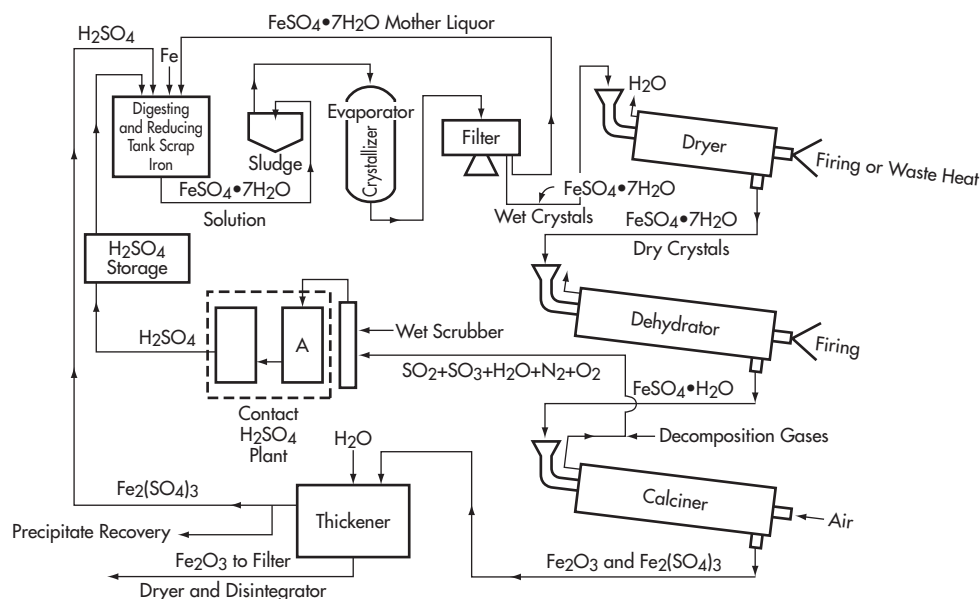 FeSO4•7H2O Mother Liquor
H2SO4
Fe
Digesting
and Reducing
Tank Scrap
Iron
Sludge
FeSO4•7H2O
Solution
Evaporator
Crystallizer
Filter
FeSO4•7H2O
Wet Crystals
H2O
Dryer
Firing or Waste Heat
FeSO4•7H2O
Dry Crystals
H2SO4
Storage
H2SO4
A
Contact
H2SO4
Plant
Wet Scrubber
SO2+SO3+H2O+N2+O2
Dehydrator
Firing
FeSO4•H2O
Decomposition Gases
Calciner
Air
H2O
Thickener
Fe2(SO4)3
Precipitate Recovery
Fe2O3 to Filter
Dryer and Disintegrator
Fe2O3 and Fe2(SO4)3